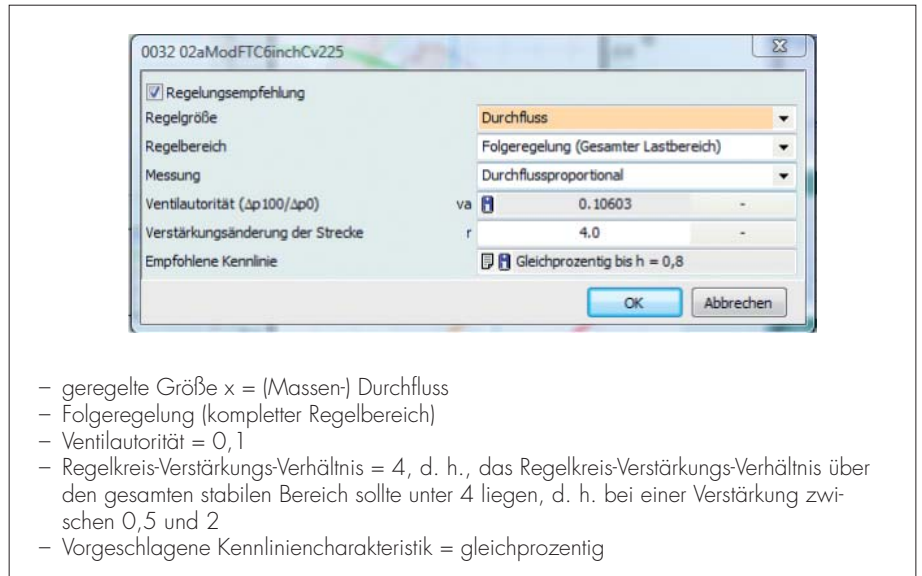 0032 02aModFTC6inchCv225
Regelungsempfehlung
Regelgröße Durchfluss
Regelbereich Folgeregelung (Gesamter Lastbereich)
Messung Durchflussproportional
Ventilautorität (Δp100/Δp0) va 0.10603 -
Verstärkungsänderung der Strecke r 4.0 -
Empfohlene Kennlinie Gleichprozentig bis h = 0,8
OK Abbrechen
– geregelte Größe x = (Massen-) Durchfluss
– Folgeregelung (kompletter Regelbereich)
– Ventilautorität = 0,1
– Regelkreis-Verstärkungs-Verhältnis = 4, d. h., das Regelkreis-Verstärkungs-Verhältnis über
den gesamten stabilen Bereich sollte unter 4 liegen, d. h. bei einer Verstärkung zwi-
schen 0,5 und 2
– Vorgeschlagene Kennliniencharakteristik = gleichprozentig